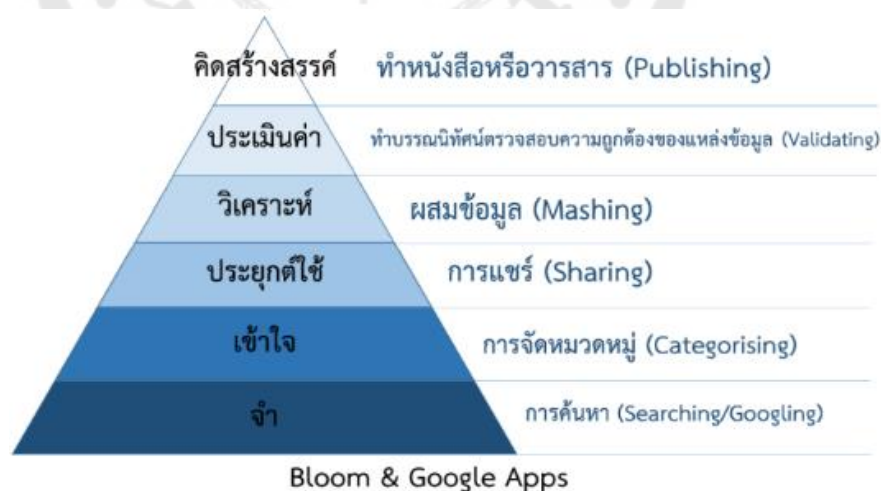 คิดสร้างสรรค์ ทำหนังสือหรือวารสาร (Publishing)
ประเมินค่า ทำบรรณนิทัศน์ตรวจสอบความถูกต้องของแหล่งข้อมูล (Validating)
วิเคราะห์ ผสมข้อมูล (Mashing)
ประยุกต์ใช้ การแชร์ (Sharing)
เข้าใจ การจัดหมวดหมู่ (Categorising)
จำ การค้นหา (Searching/Googling)
Bloom & Google Apps